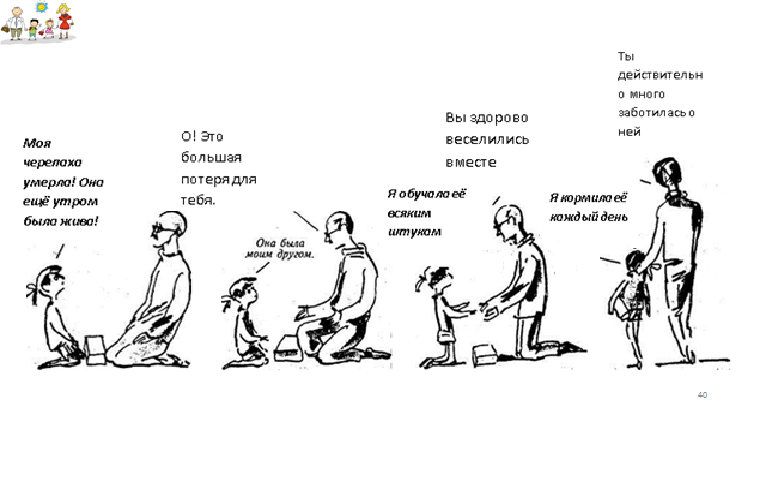 Моя
черепаха
умерла! Она
ещё утром
была жива!
О! Это
большая
потеря для
тебя.
Она была
моим другом.
Вы здорово
веселились
вместе
Я обучала её
всяким
штукам
Ты
действительн
о много
заботилась о
ней
Я кормила её
каждый день
40